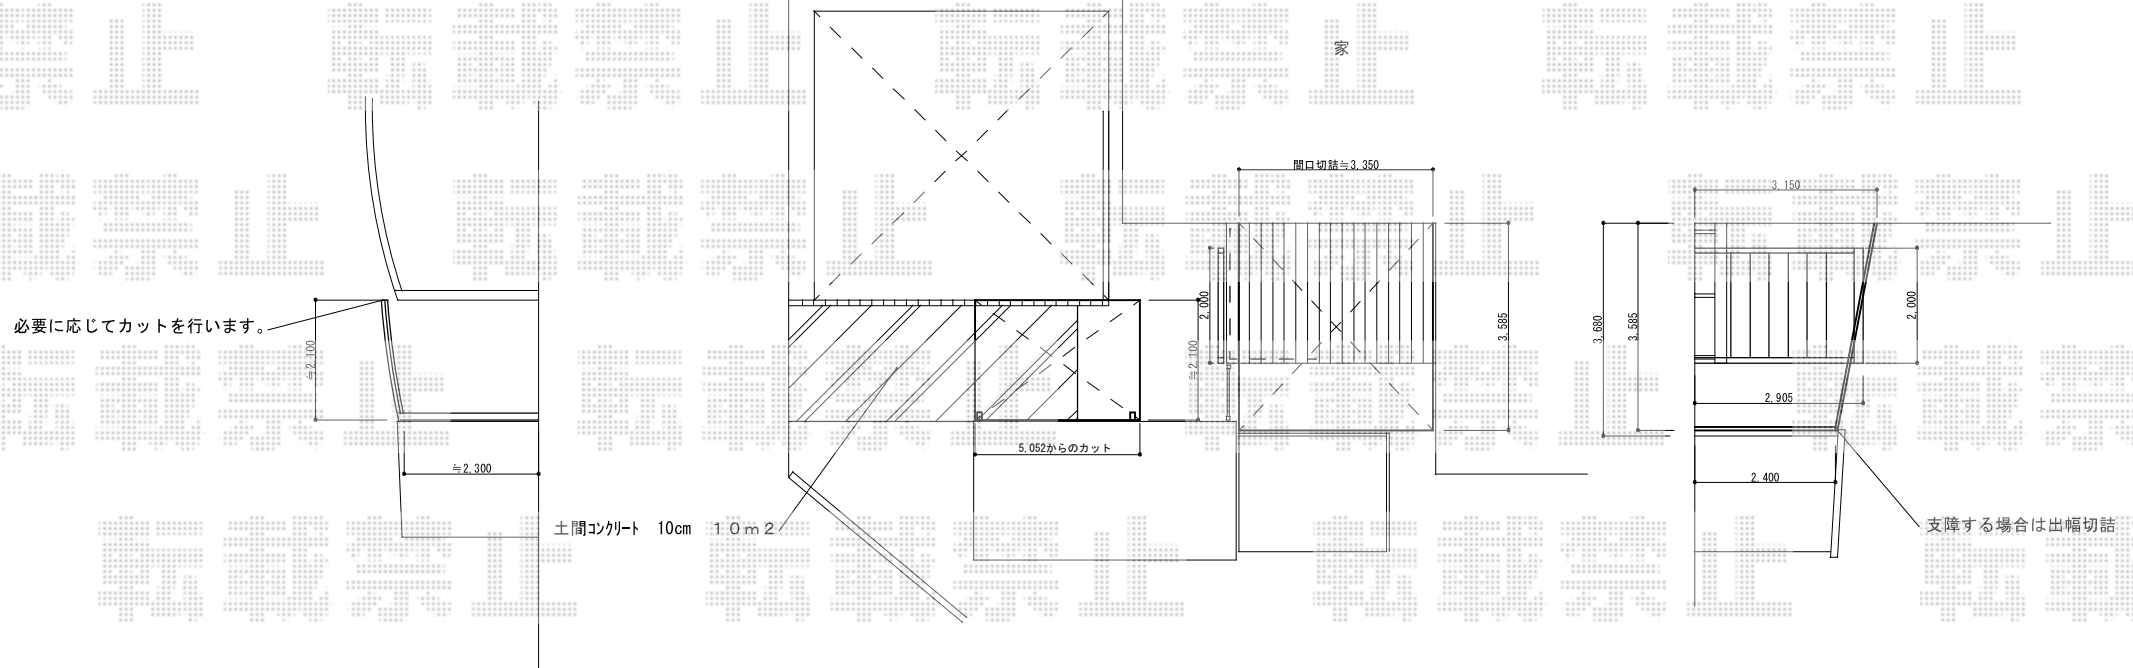 家
間口切詰≒3,350
3,150
必要に応じてカットを行います。
≒2,100
≒2,100
2,000
3,585
3,680
3,585
2,000
2,905
5,052からのカット
≒2,300
2,400
土間コンクリート 10cm 10m2
支障する場合は出幅切詰
転載禁止